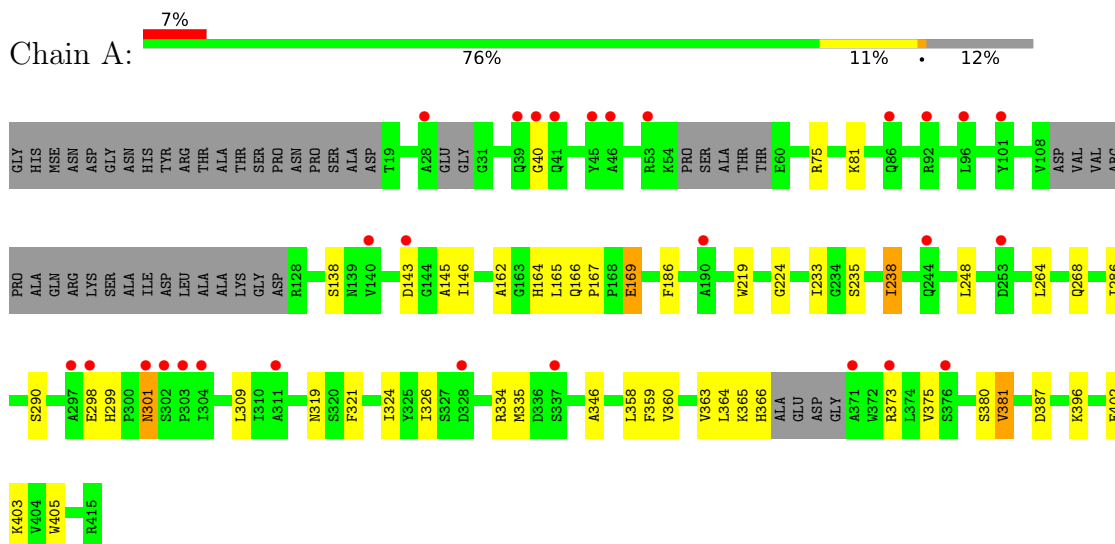 7%
Chain A:
76% 11% • 12%
GLY HIS MSE ASN ASP GLY ASN HIS TYR ARG THR ALA THR SER PRO ASN PRO SER ALA ASP T19 A28 GLU GLY G31 Q39 G40 Q41 Y45 A46 R53 K54 PRO SER ALA THR THR E60 R75 K81 Q86 R92 L96 Y101 V108 ASP VAL VAL ARG
PRO ALA GLN ARG LYS SER ALA ILE ASP LEU ALA ALA LYS GLY ASP R128 S138 N139 V140 D143 G144 A145 I146 A162 G163 H164 L165 Q166 P167 P168 E169 F186 A190 W219 G224 I233 G234 S235 I238 Q244 L248 D253 L264 Q268
S290 A297 E298 H299 P300 N301 S302 P303 I304 L309 I310 A311 N319 S320 F321 I324 Y325 I326 S327 D328 R334 M335 D336 S337 A346 L358 F359 V360 V363 L364 K365 H366 ALA GLU ASP GLY A371 W372 R373 L374 V375 S376 S380 V381 D387 K396
K403 V404 W405 R415